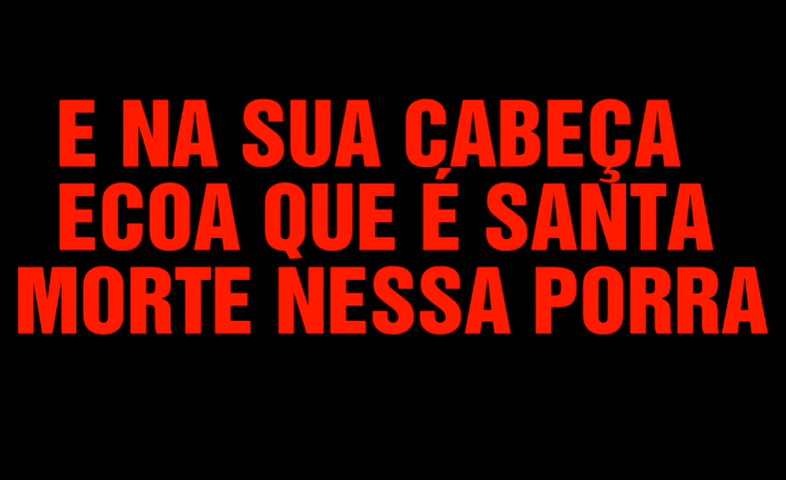 E NA SUA CABEÇA
ECOA QUE É SANTA
MORTE NESSA PORRA